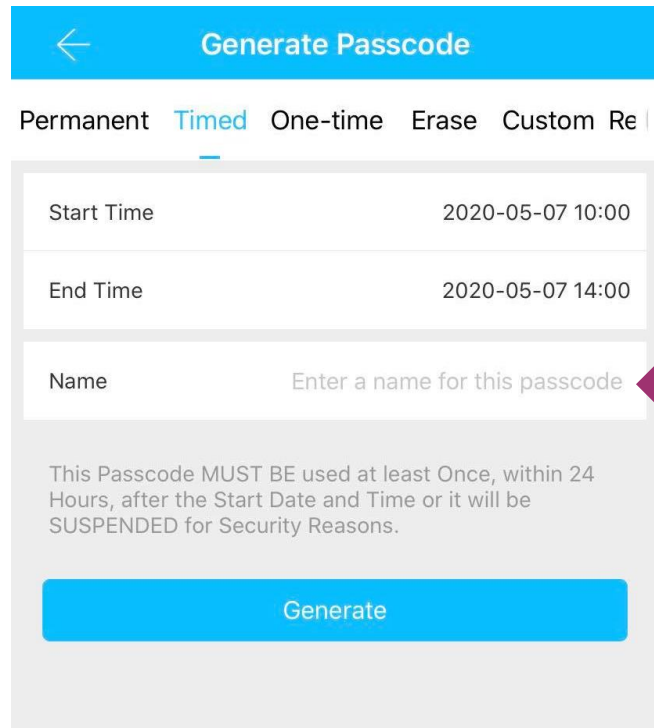 Generate Passcode
Permanent Timed One-time Erase Custom Re
Start Time 2020-05-07 10:00
End Time 2020-05-07 14:00
Name Enter a name for this passcode
This Passcode MUST BE used at least Once, within 24
Hours, after the Start Date and Time or it will be
SUSPENDED for Security Reasons.
Generate